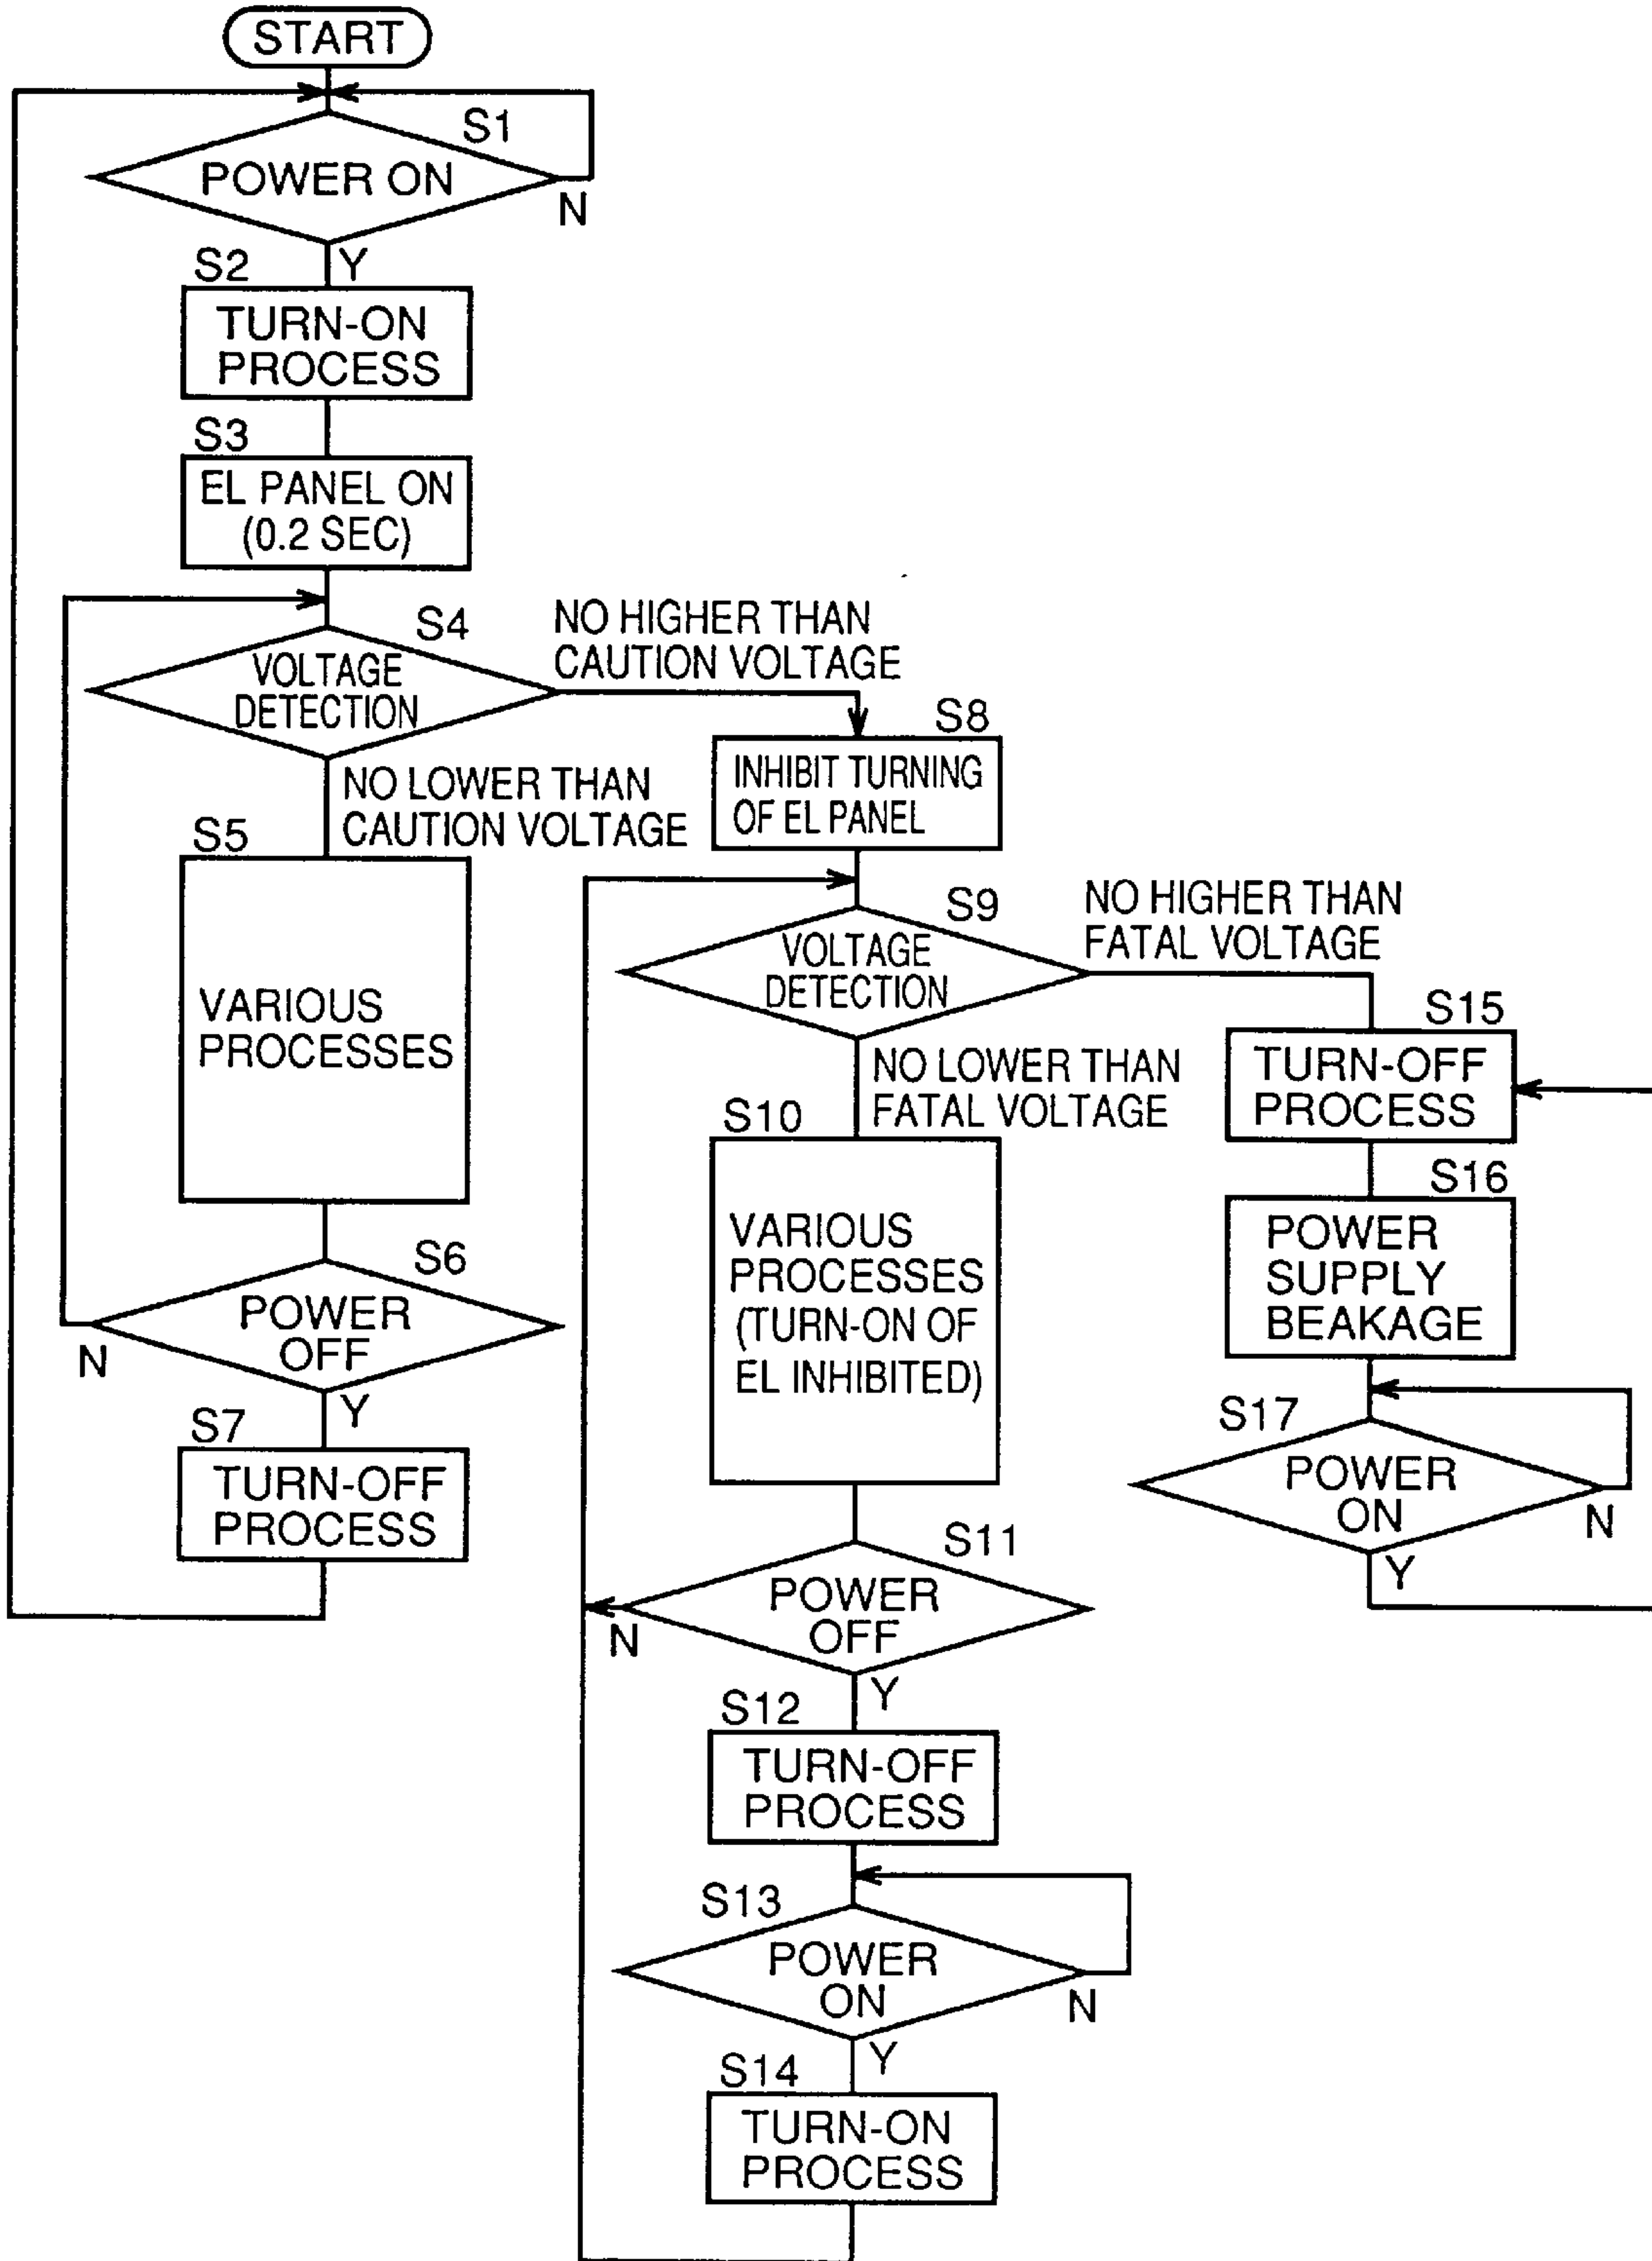 START
S1
POWER ON
N
Y
S2
TURN-ON
PROCESS
S3
EL PANEL ON
(0.2 SEC)
S4
VOLTAGE
DETECTION
NO HIGHER THAN
CAUTION VOLTAGE
NO LOWER THAN
CAUTION VOLTAGE
S5
VARIOUS
PROCESSES
S6
POWER
OFF
N
Y
S7
TURN-OFF
PROCESS
S8
INHIBIT TURNING
OF EL PANEL
S9
VOLTAGE
DETECTION
NO HIGHER THAN
FATAL VOLTAGE
NO LOWER THAN
FATAL VOLTAGE
S10
VARIOUS
PROCESSES
(TURN-ON OF
EL INHIBITED)
S11
POWER
OFF
N
Y
S12
TURN-OFF
PROCESS
S13
POWER
ON
N
Y
S14
TURN-ON
PROCESS
S15
TURN-OFF
PROCESS
S16
POWER
SUPPLY
BEAKAGE
S17
POWER
ON
N
Y